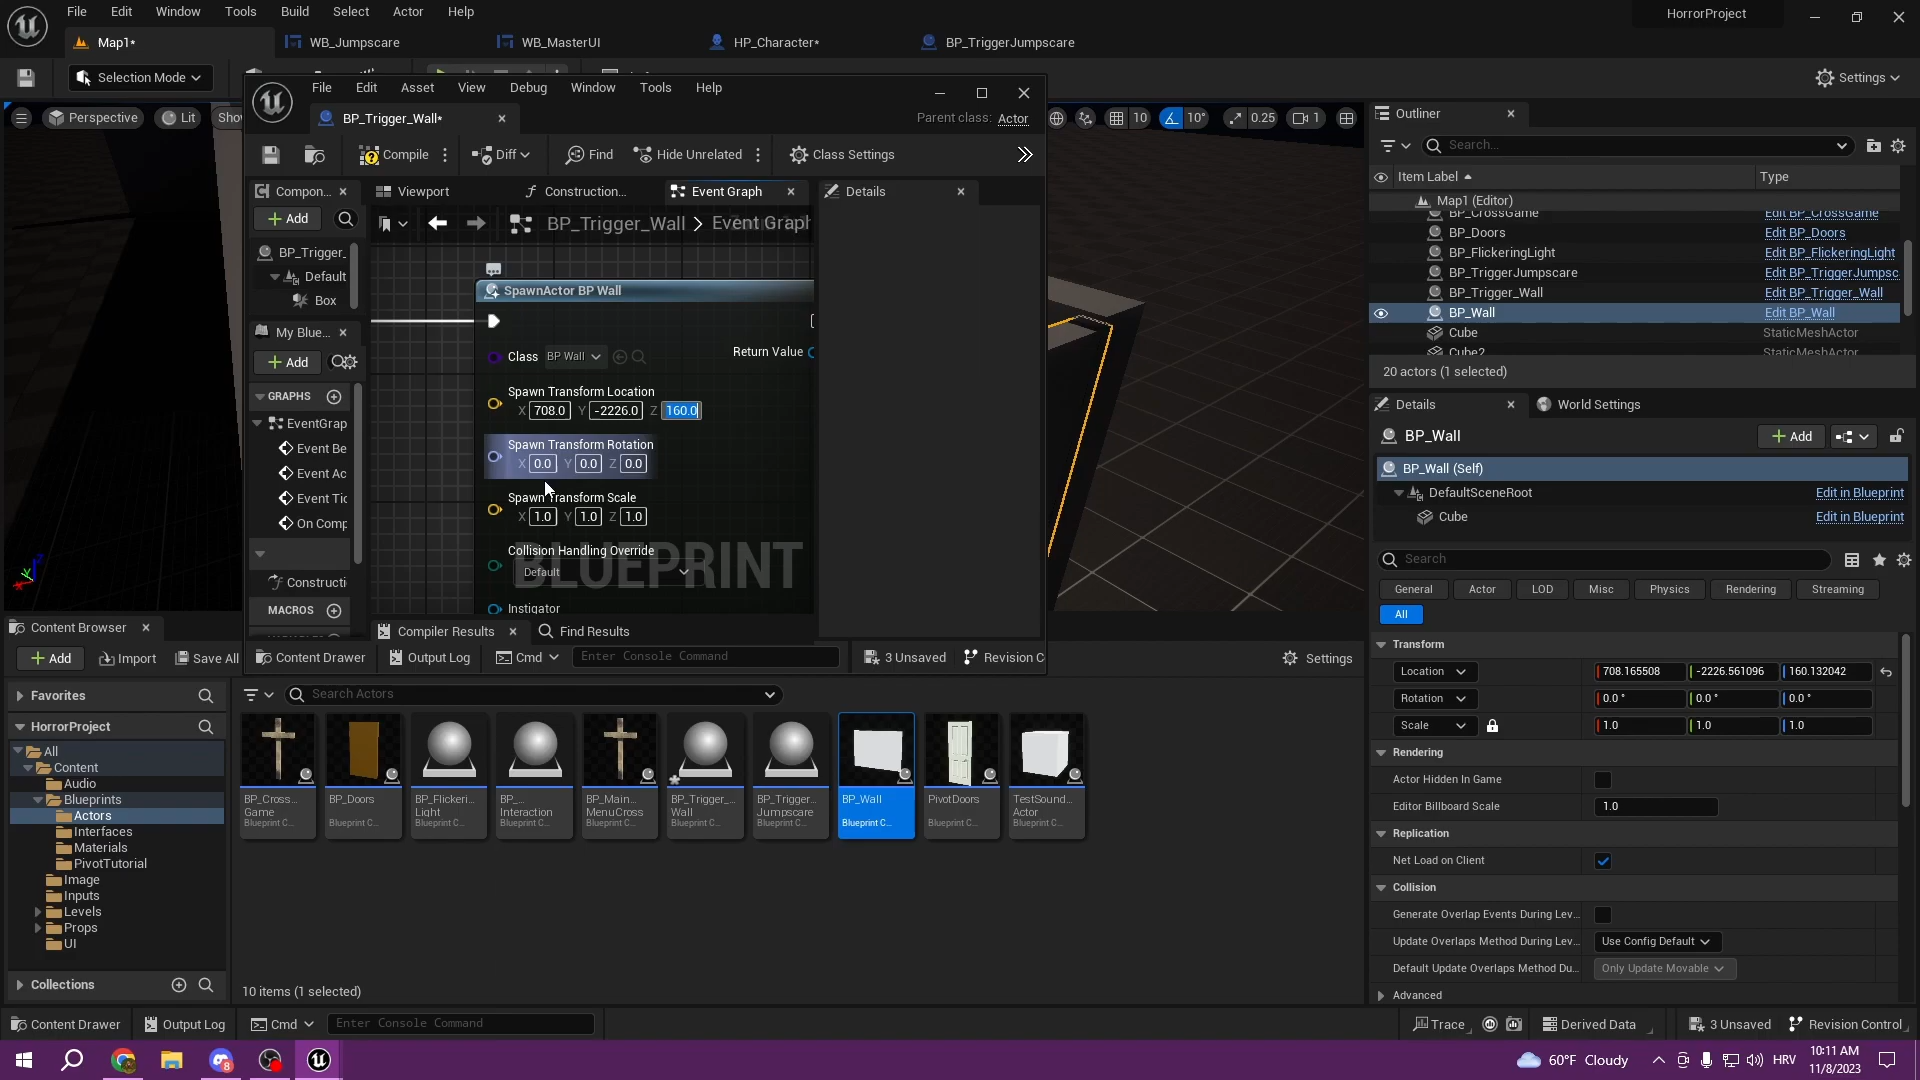 File Edit Window Tools Build Select Actor Help
HorrorProject
Map1*
WB_Jumpscare
WB_MasterUI
HP_Character*
BP_TriggerJumpscare
Selection Mode
Settings
Perspective
Lit
File Edit Asset View Debug Window Tools Help
BP_Trigger_Wall*
Parent class: Actor
Compile
Diff
Find
Hide Unrelated
Class Settings
Compon...
Viewport
Construction...
Event Graph
Details
Add
BP_Trigger_Wall > Event Graph
BP_Trigger_
Default
Box
My Blue...
Add
GRAPHS
EventGrap
Event Be
Event Ac
Event Tic
On Comp
Constructi
MACROS
SpawnActor BP Wall
Class BP Wall
Return Value
Spawn Transform Location
X 708.0 Y -2226.0 Z 160.0
Spawn Transform Rotation
X 0.0 Y 0.0 Z 0.0
Spawn Transform Scale
X 1.0 Y 1.0 Z 1.0
Collision Handling Override
Default
Instigator
BLUEPRINT
Compiler Results
Find Results
Content Drawer
Output Log
Cmd
Enter Console Command
3 Unsaved
Revision C
10
10°
0.25
1
Outliner
Search...
Item Label
Type
Map1 (Editor)
BP_CrossGame Edit BP_CrossGame
BP_Doors Edit BP_Doors
BP_FlickeringLight Edit BP_FlickeringLight
BP_TriggerJumpscare Edit BP_TriggerJumpsc
BP_Trigger_Wall Edit BP_Trigger_Wall
BP_Wall Edit BP_Wall
Cube StaticMeshActor
Cube2 StaticMeshActor
20 actors (1 selected)
Details
World Settings
BP_Wall
Add
BP_Wall (Self)
DefaultSceneRoot Edit in Blueprint
Cube Edit in Blueprint
Search
General Actor LOD Misc Physics Rendering Streaming
All
Transform
Location 708.165508 -2226.561096 160.132042
Rotation 0.0 ° 0.0 ° 0.0 °
Scale 1.0 1.0 1.0
Rendering
Actor Hidden In Game
Editor Billboard Scale 1.0
Replication
Net Load on Client
Collision
Generate Overlap Events During Lev...
Update Overlaps Method During Lev... Use Config Default
Default Update Overlaps Method Du... Only Update Movable
Advanced
Content Browser
Add
Import
Save All
Settings
Favorites
HorrorProject
All
Content
Audio
Blueprints
Actors
Interfaces
Materials
PivotTutorial
Image
Inputs
Levels
Props
UI
Collections
Search Actors
BP_Cross... Game
Blueprint C...
BP_Doors
Blueprint C...
BP_Flickeri... Light
Blueprint C...
BP_... Interaction
Blueprint C...
BP_Main... MenuCross
Blueprint C...
BP_Trigger_... Wall
Blueprint C...
BP_Trigger... Jumpscare
Blueprint C...
BP_Wall
Blueprint C...
PivotDoors
Blueprint C...
TestSound... Actor
Blueprint C...
10 items (1 selected)
Content Drawer
Output Log
Cmd
Enter Console Command
Trace
Derived Data
3 Unsaved
Revision Control
8
60°F Cloudy
HRV
10:11 AM
11/8/2023